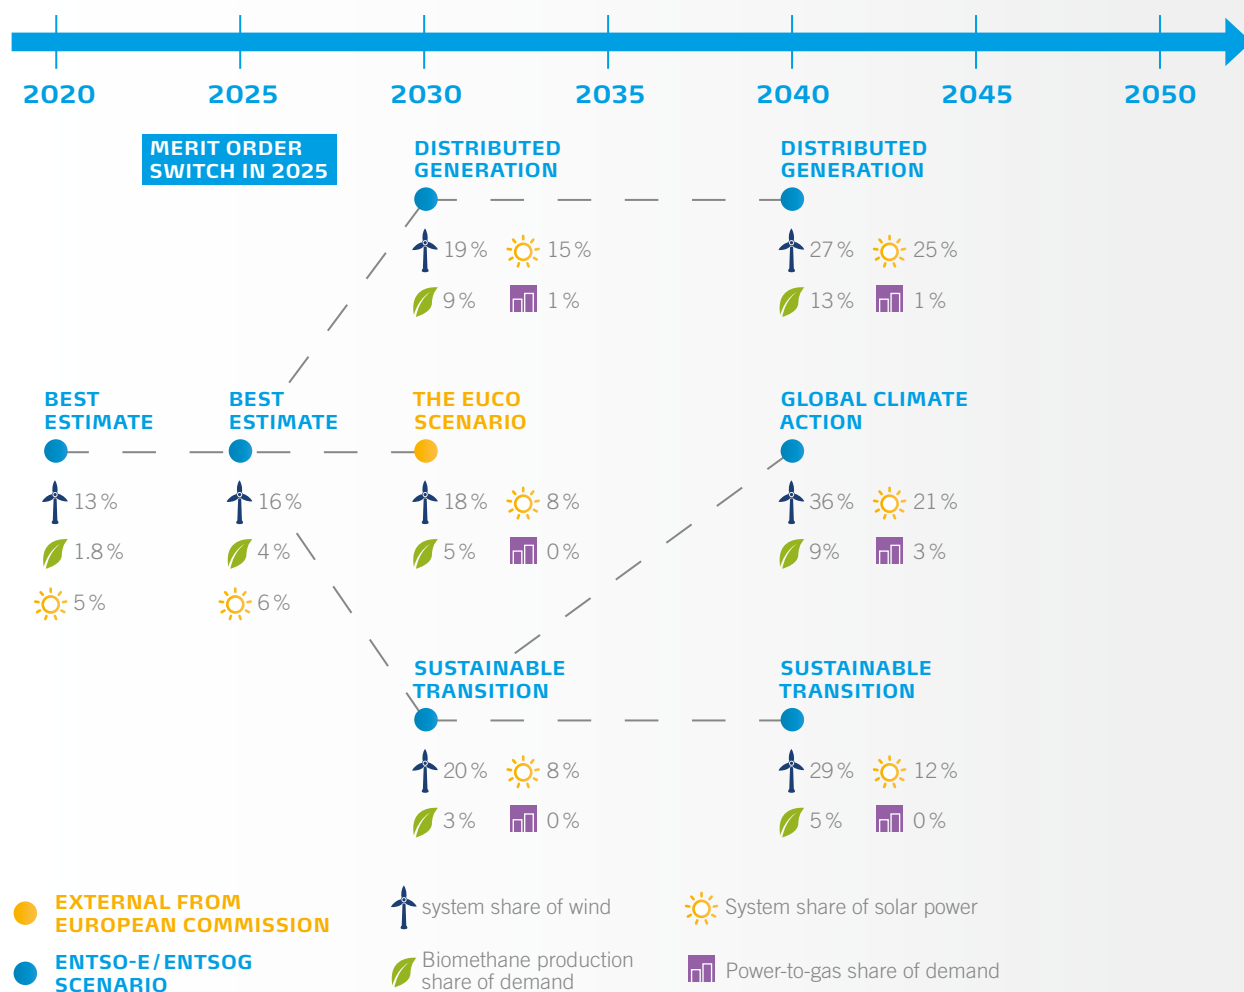 2020 2025 2030 2035 2040 2045 2050
MERIT ORDER
SWITCH IN 2025
DISTRIBUTED
GENERATION
19 % 15 %
9 % 1 %
DISTRIBUTED
GENERATION
27 % 25 %
13 % 1 %
BEST
ESTIMATE
13 %
1.8 %
5 %
BEST
ESTIMATE
16 %
4 %
6 %
THE EUCO
SCENARIO
18 % 8 %
5 % 0 %
GLOBAL CLIMATE
ACTION
36 % 21 %
9 % 3 %
SUSTAINABLE
TRANSITION
20 % 8 %
3 % 0 %
SUSTAINABLE
TRANSITION
29 % 12 %
5 % 0 %
EXTERNAL FROM
EUROPEAN COMMISSION
ENTSO-E / ENTSOG
SCENARIO
system share of wind
Biomethane production
share of demand
System share of solar power
Power-to-gas share of demand